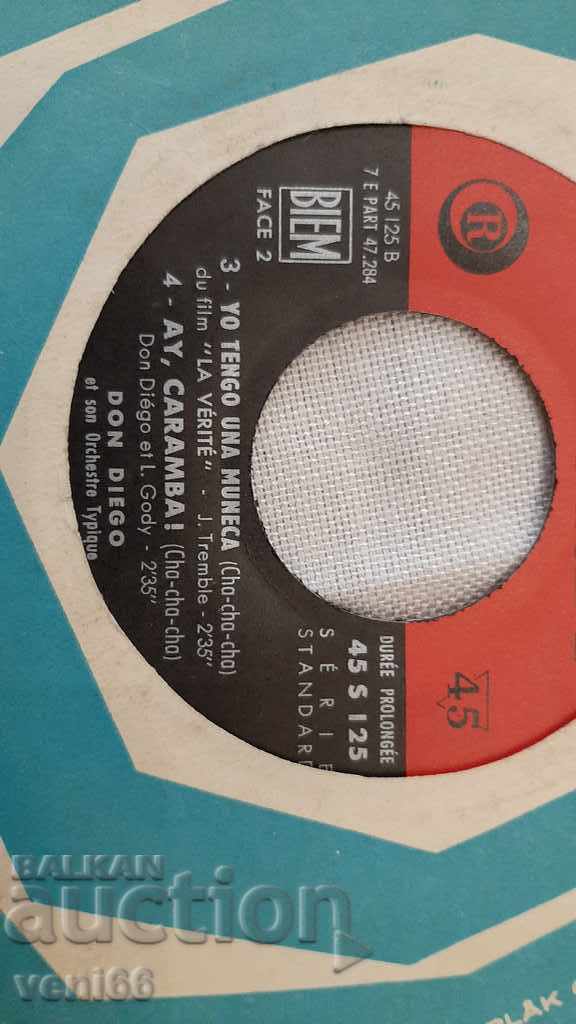 R
45 125 B
7 E PART 47.284
BIEM
FACE 2
DURÉE PROLONGÉE
45 S 125
SÉRIE
STANDARD
45
3 - YO TENGO UNA MUNECA (Cha-cha-cha)
du film "LA VÉRITÉ" - J. Tremble - 2'35"
4 - AY, CARAMBA! (Cha-cha-cha)
Don Diégo et L. Gody - 2'35"
DON DIEGO
et son Orchestre Typique
BALKAN
auction
veni66